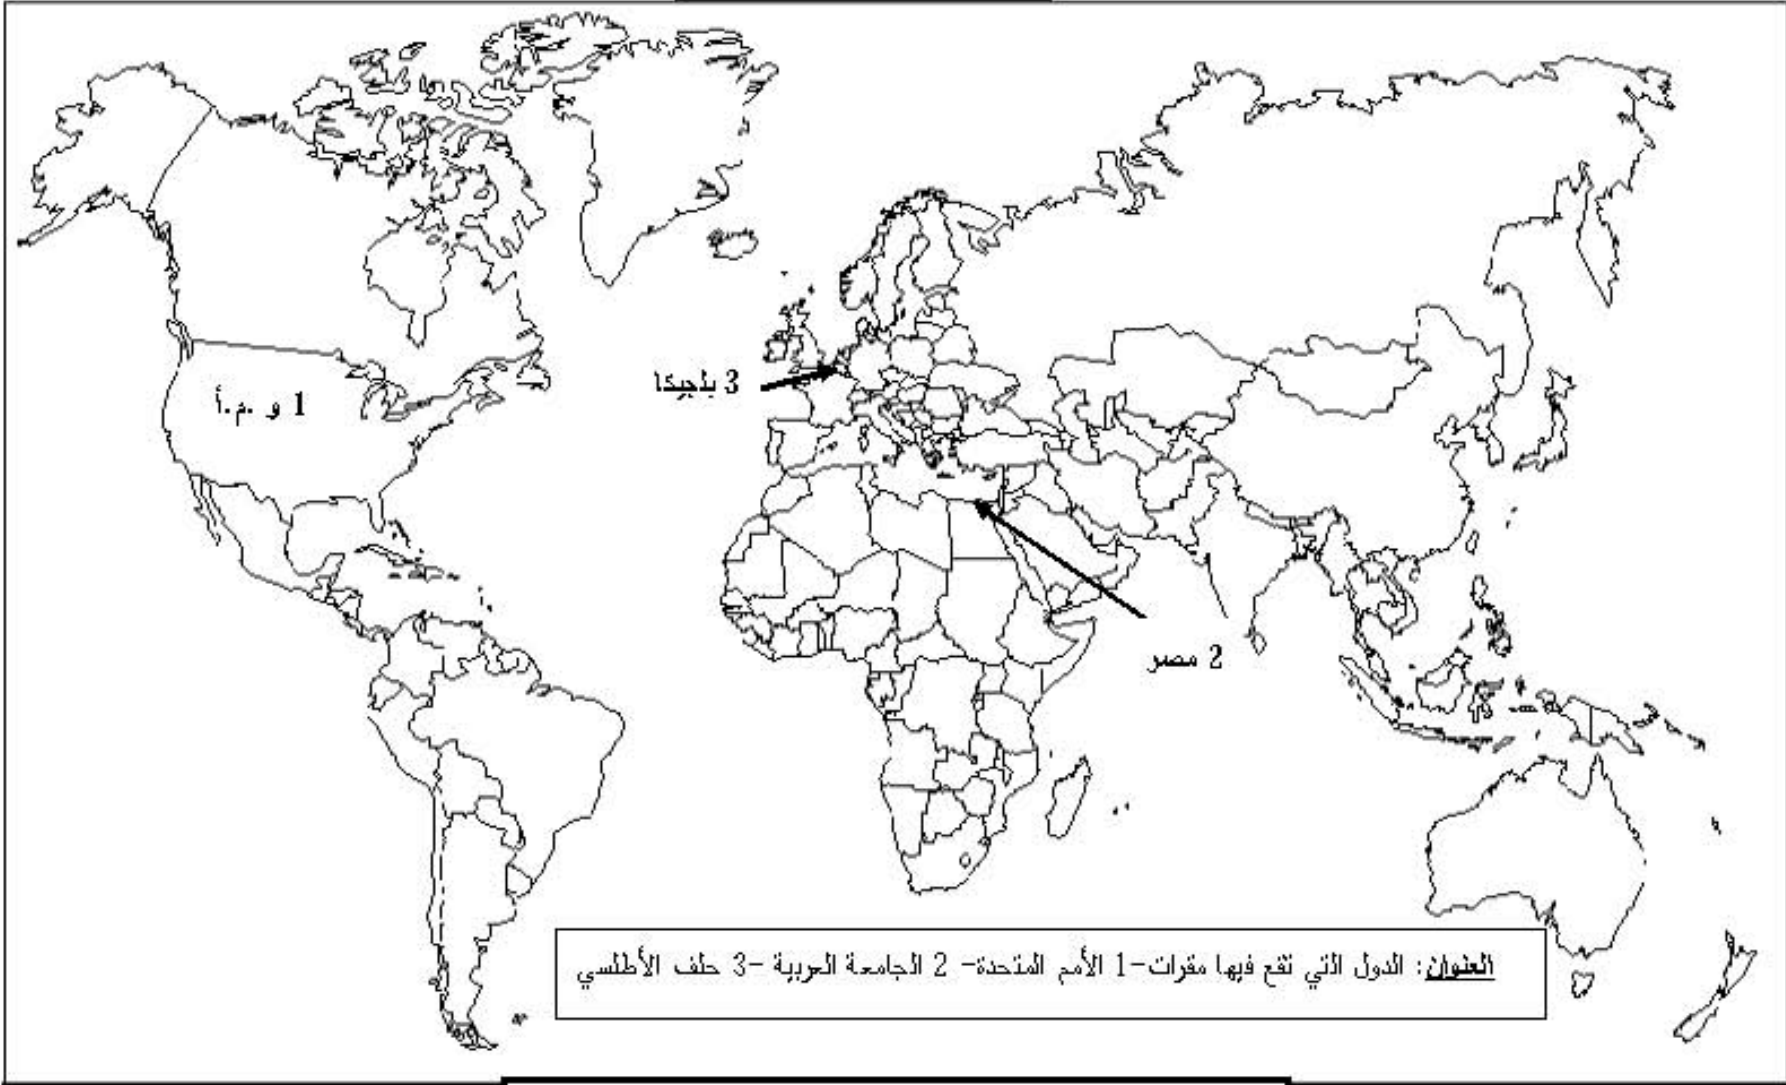 1 و .م.أ
3 بلجيكا
2 مصر
العنوان: الدول التي تقع فيها مقرات-1 الأمم المتحدة- 2 الجامعة العربية -3 حلف الأطلسي